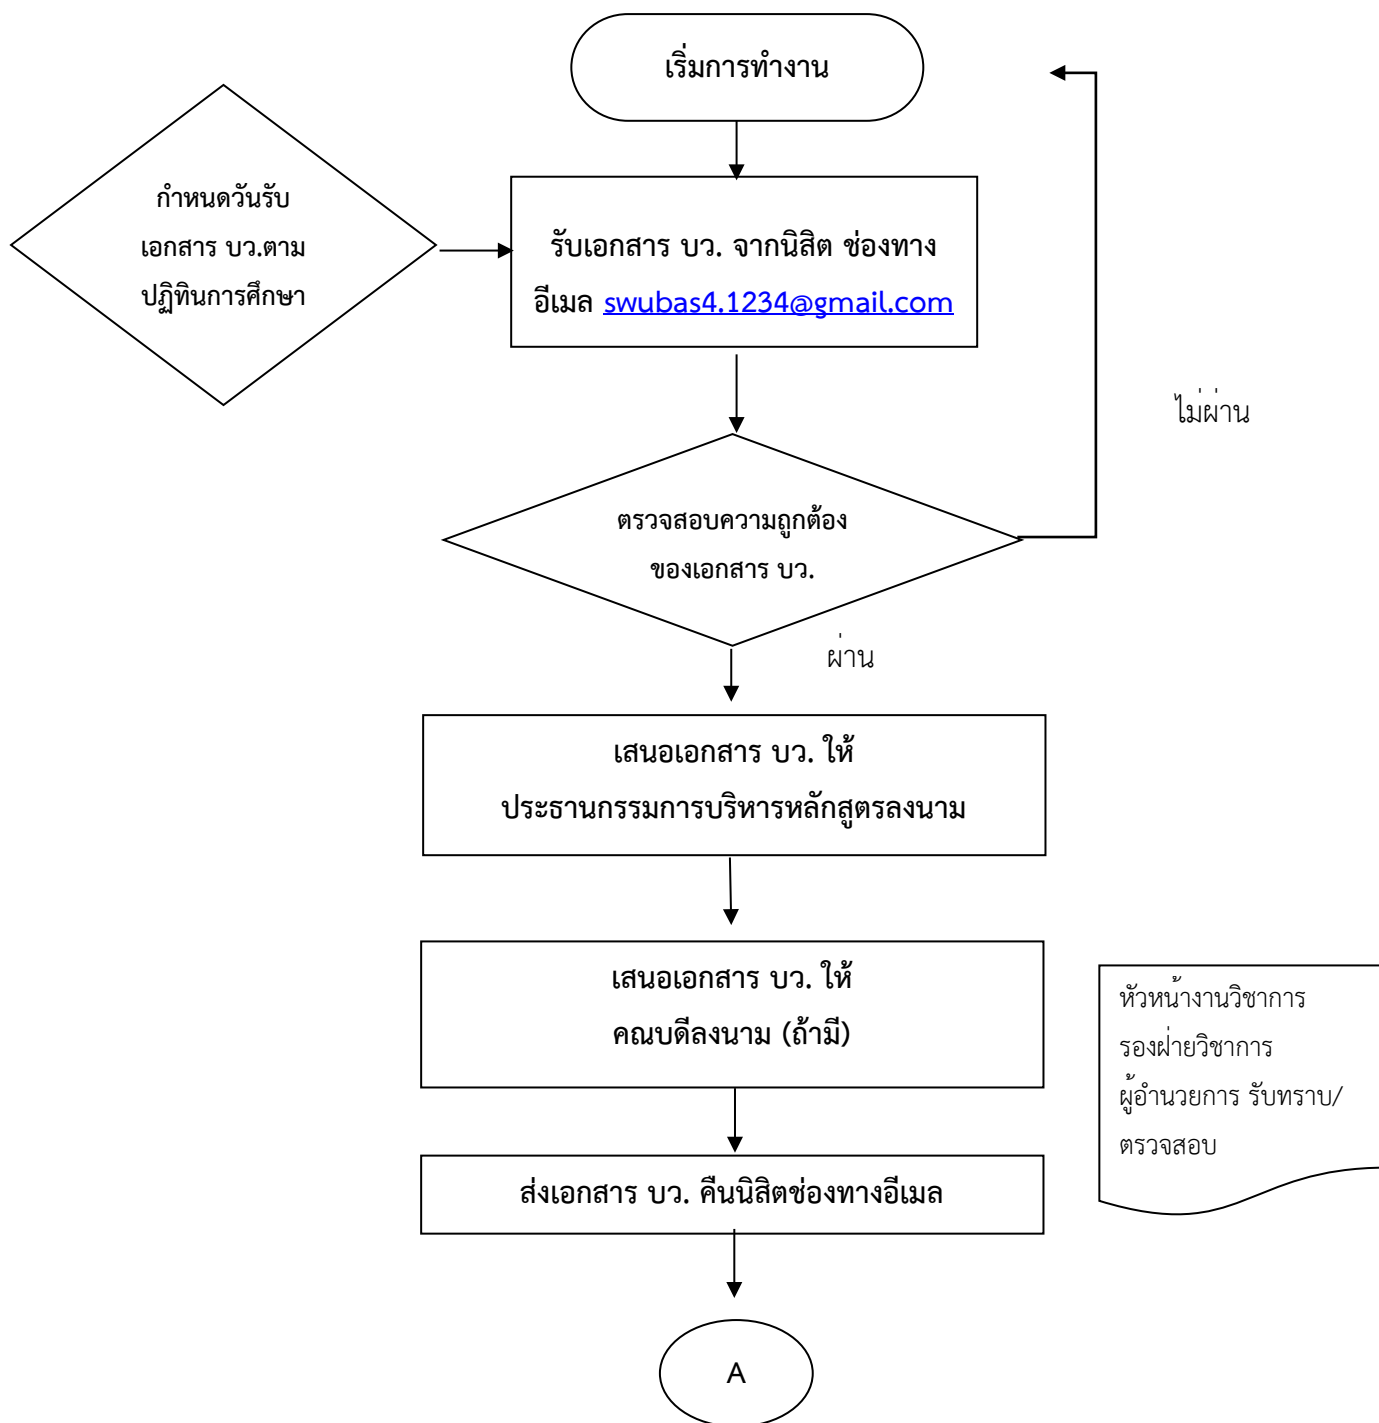 เริ่มการทำงาน
กำหนดวันรับ
เอกสาร บว.ตาม
ปฏิทินการศึกษา
รับเอกสาร บว. จากนิสิต ช่องทาง
อีเมล swubas4.1234@gmail.com
ไม่ผ่าน
ตรวจสอบความถูกต้อง
ของเอกสาร บว.
ผ่าน
เสนอเอกสาร บว. ให้
ประธานกรรมการบริหารหลักสูตรลงนาม
เสนอเอกสาร บว. ให้
คณบดีลงนาม (ถ้ามี)
หัวหน้างานวิชาการ
รองฝ่ายวิชาการ
ผู้อำนวยการ รับทราบ/
ตรวจสอบ
ส่งเอกสาร บว. คืนนิสิตช่องทางอีเมล
A